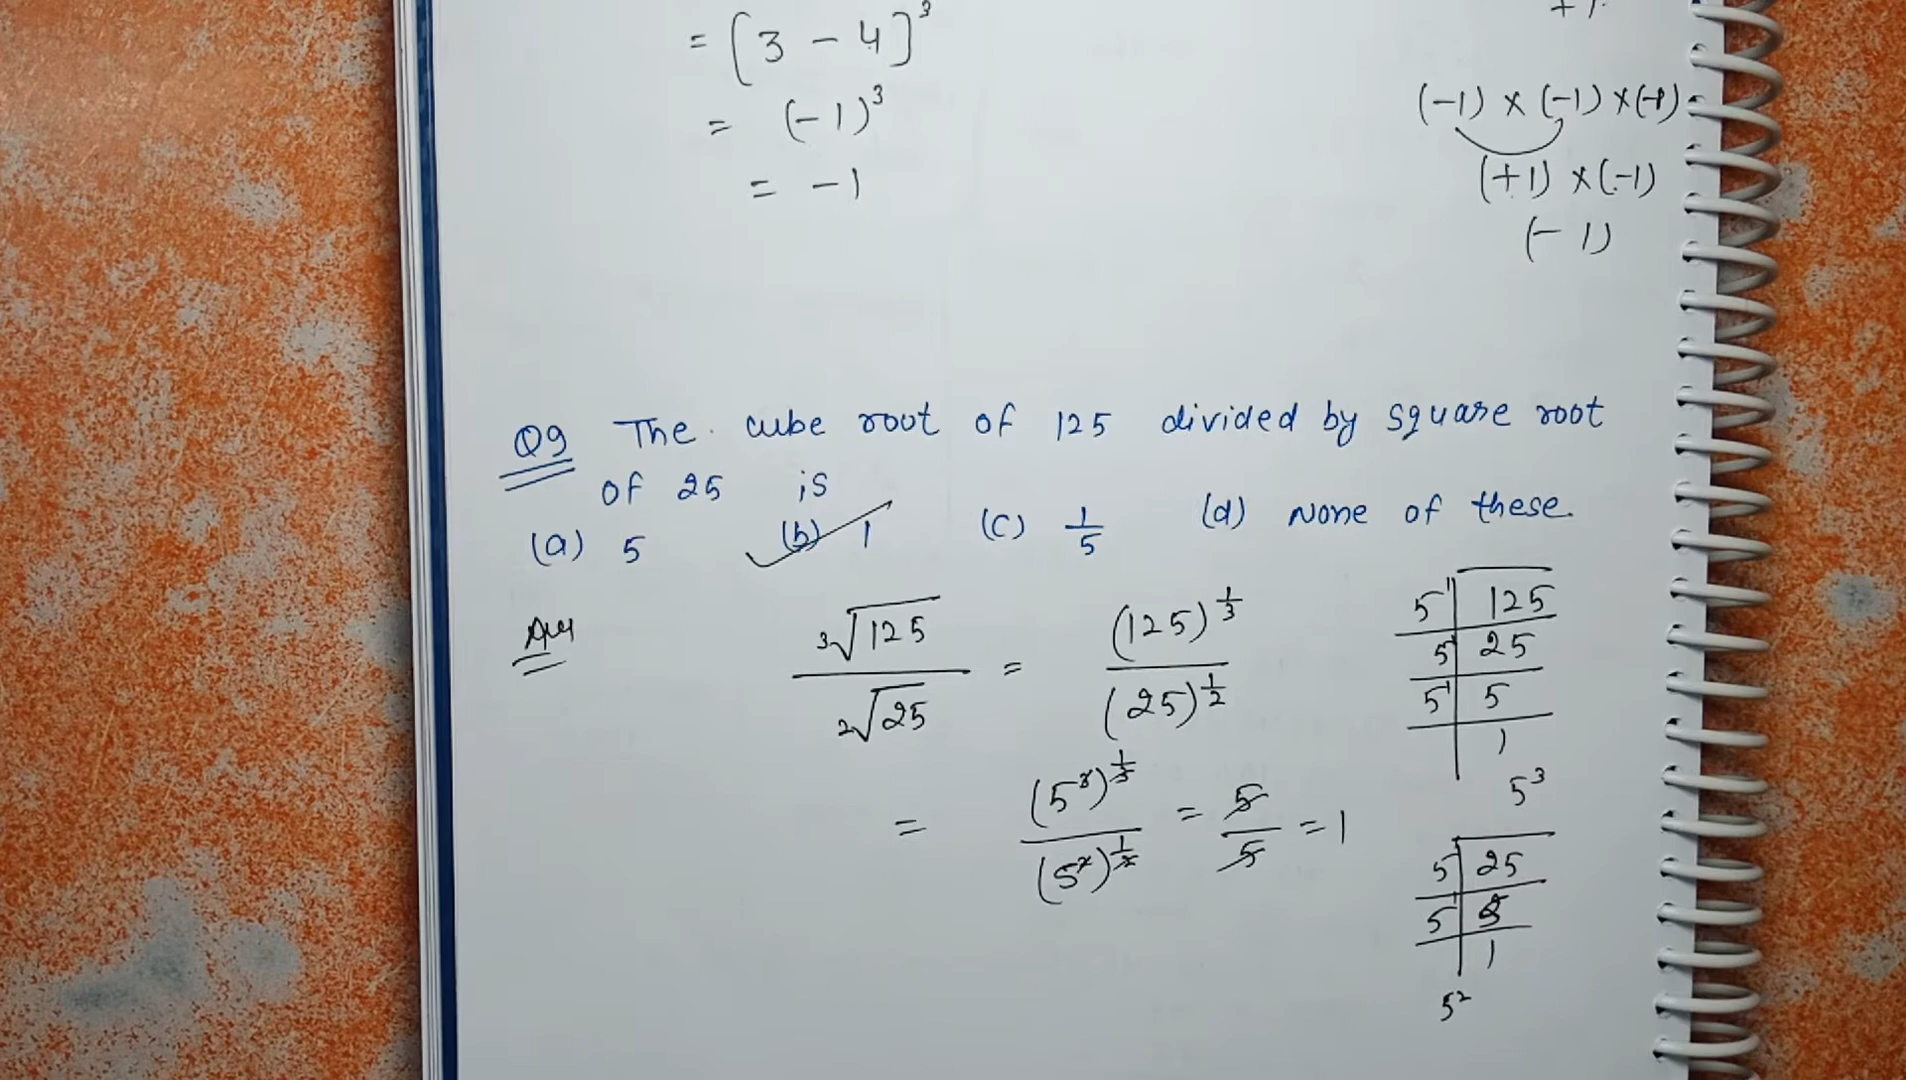 = [3 - 4]³
= (-1)³
= -1
+1
(-1) × (-1) × (-1)
(+1) × (-1)
(-1)
Q9 The cube root of 125 divided by square root
of 25 is
(a) 5 (b) 1 (c) 1/5 (d) None of these
Ans
³√125 / ²√25 = (125)^1/3 / (25)^1/2
= (5³)^1/3 / (5²)^1/2 = 5/5 = 1
5 | 125
5 | 25
5 | 5
1
5³
5 | 25
5 | 5
1
5²